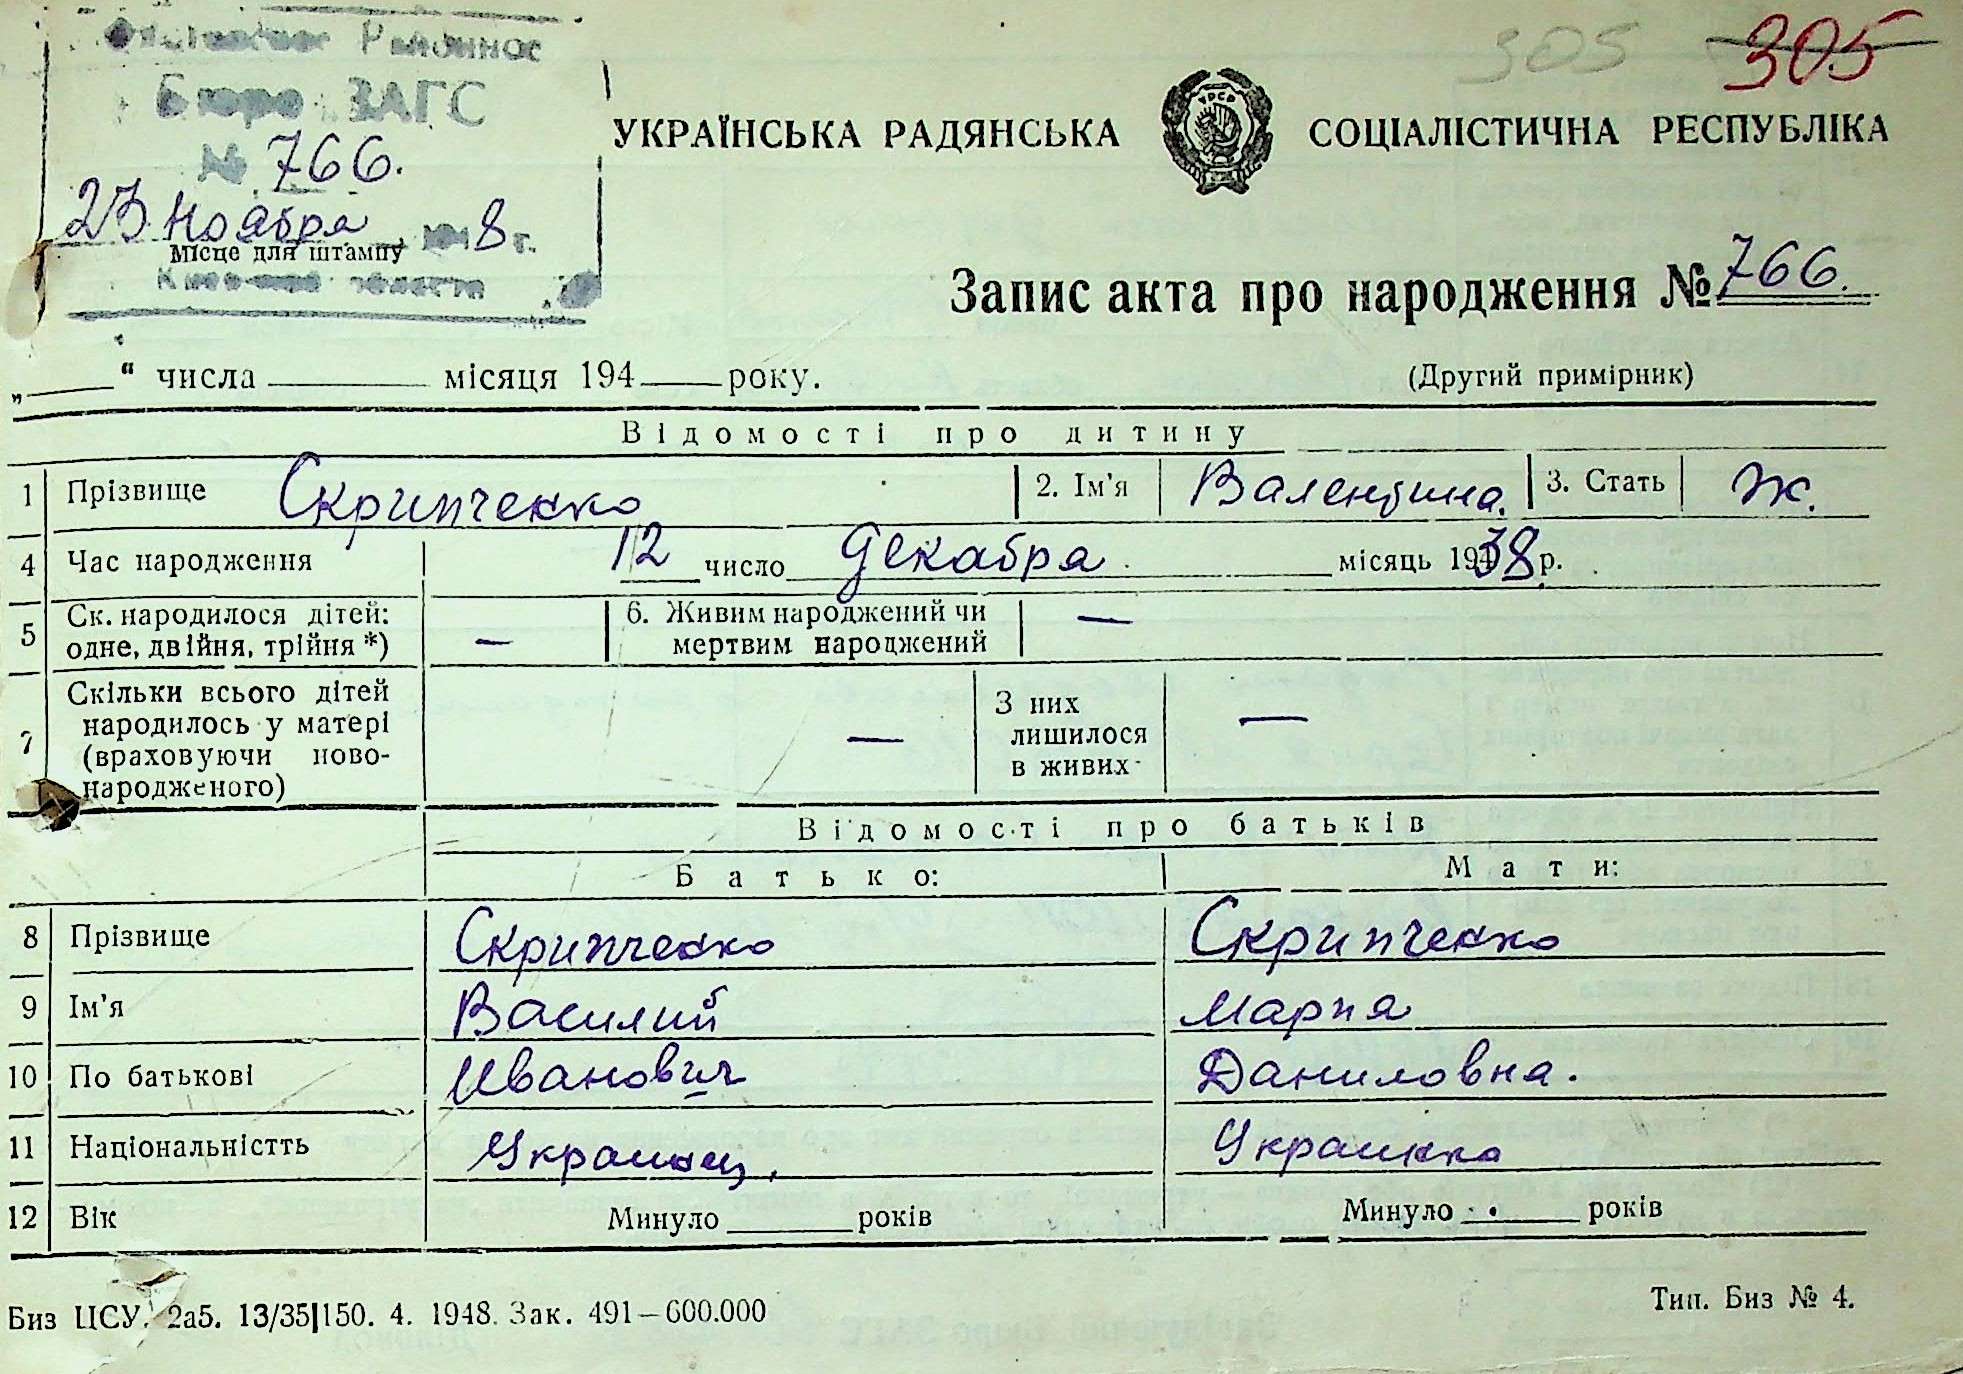 Районное
305 305
Бюро ЗАГС
№ 766.
23 Ноября 1948 г.
Місце для штампу
Киевской области
УКРАЇНСЬКА РАДЯНСЬКА СОЦІАЛІСТИЧНА РЕСПУБЛІКА
УРСР
Запис акта про народження № 766.
„ “ числа місяця 194 року.
(Другий примірник)
Відомості про дитину
1 Прізвище Скрипченко 2. Ім'я Валентина. 3. Стать Ж.
4 Час народження 12 число Декабря. місяць 1938 р.
5 Ск. народилося дітей: одне, двійня, трійня *) — 6. Живим народжений чи мертвим народжений —
7 Скільки всього дітей народилось у матері (враховуючи ново-народженого) — З них лишилося в живих —
Відомості про батьків
Батько: Мати:
8 Прізвище Скрипченко Скрипченко
9 Ім'я Василий Мария
10 По батькові Иванович Даниловна.
11 Національністть Украинец. Украинка
12 Вік Минуло років Минуло років
Биз ЦСУ. 2а5. 13/35|150. 4. 1948. Зак. 491—600.000
Тип. Биз № 4.